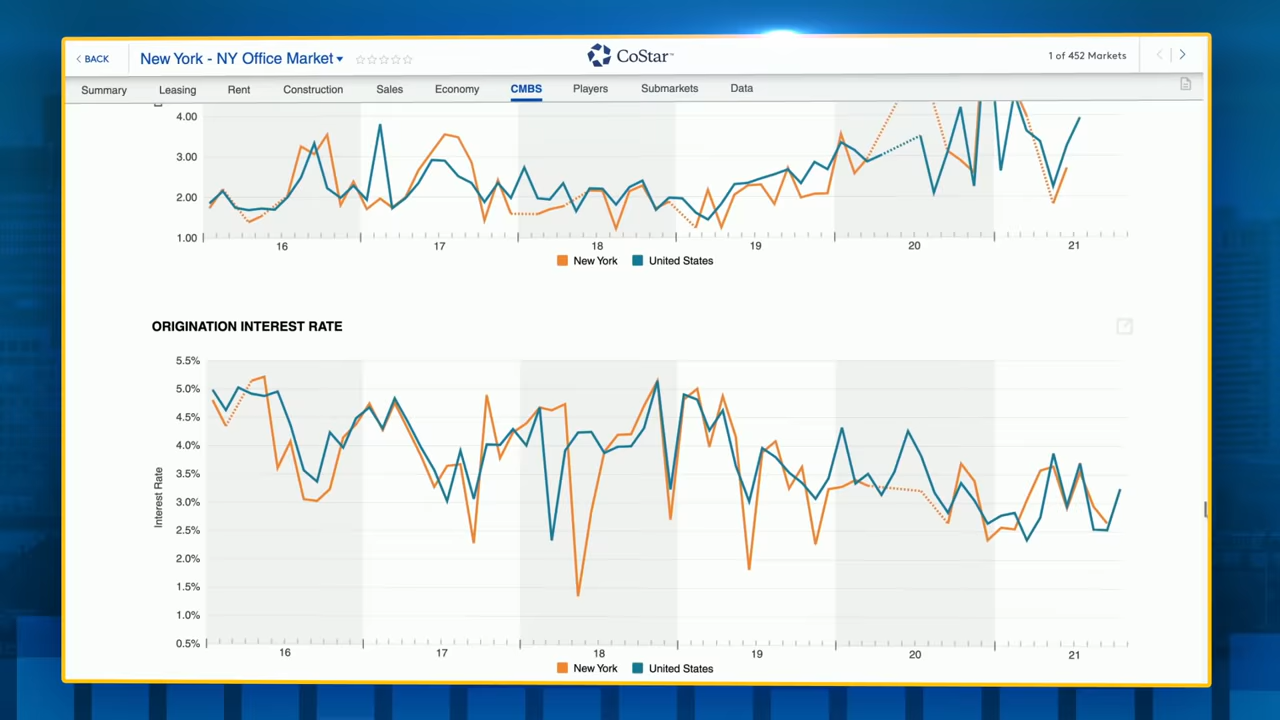 BACK
New York - NY Office Market
CoStar™
1 of 452 Markets
Summary Leasing Rent Construction Sales Economy CMBS Players Submarkets Data
4.00
3.00
2.00
1.00
16 17 18 19 20 21
New York United States
ORIGINATION INTEREST RATE
5.5%
5.0%
4.5%
4.0%
3.5%
3.0%
2.5%
2.0%
1.5%
1.0%
0.5%
Interest Rate
16 17 18 19 20 21
New York United States